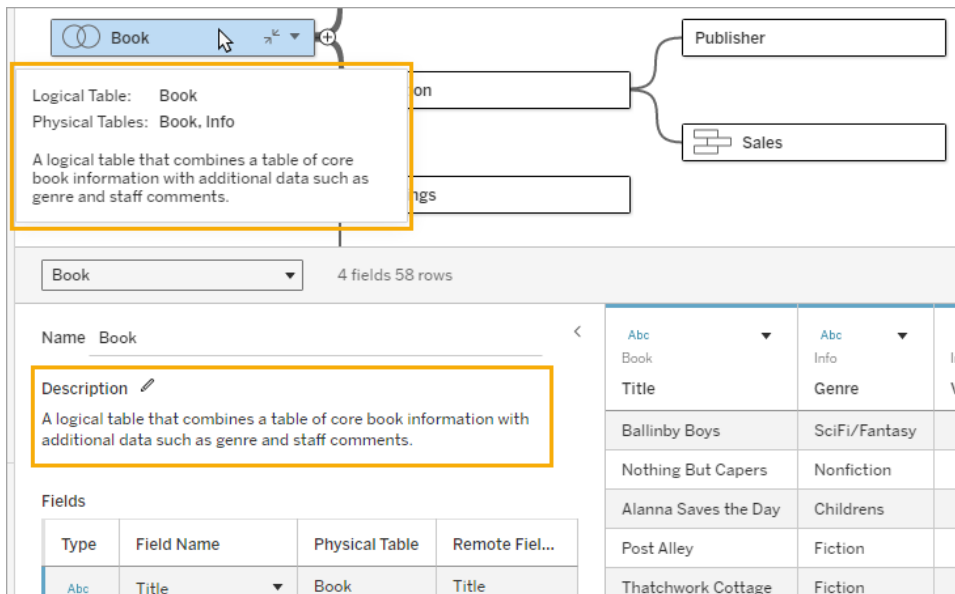 Book
Publisher
Logical Table: Book
on
Physical Tables: Book, Info
Sales
A logical table that combines a table of core
book information with additional data such as
genre and staff comments.
ngs
Book
4 fields 58 rows
Name Book
Description
A logical table that combines a table of core book information with
additional data such as genre and staff comments.
Fields
Type Field Name Physical Table Remote Fiel...
Abc Title Book Title
Abc Abc
Book Info
Title Genre
Ballinby Boys SciFi/Fantasy
Nothing But Capers Nonfiction
Alanna Saves the Day Childrens
Post Alley Fiction
Thatchwork Cottage Fiction